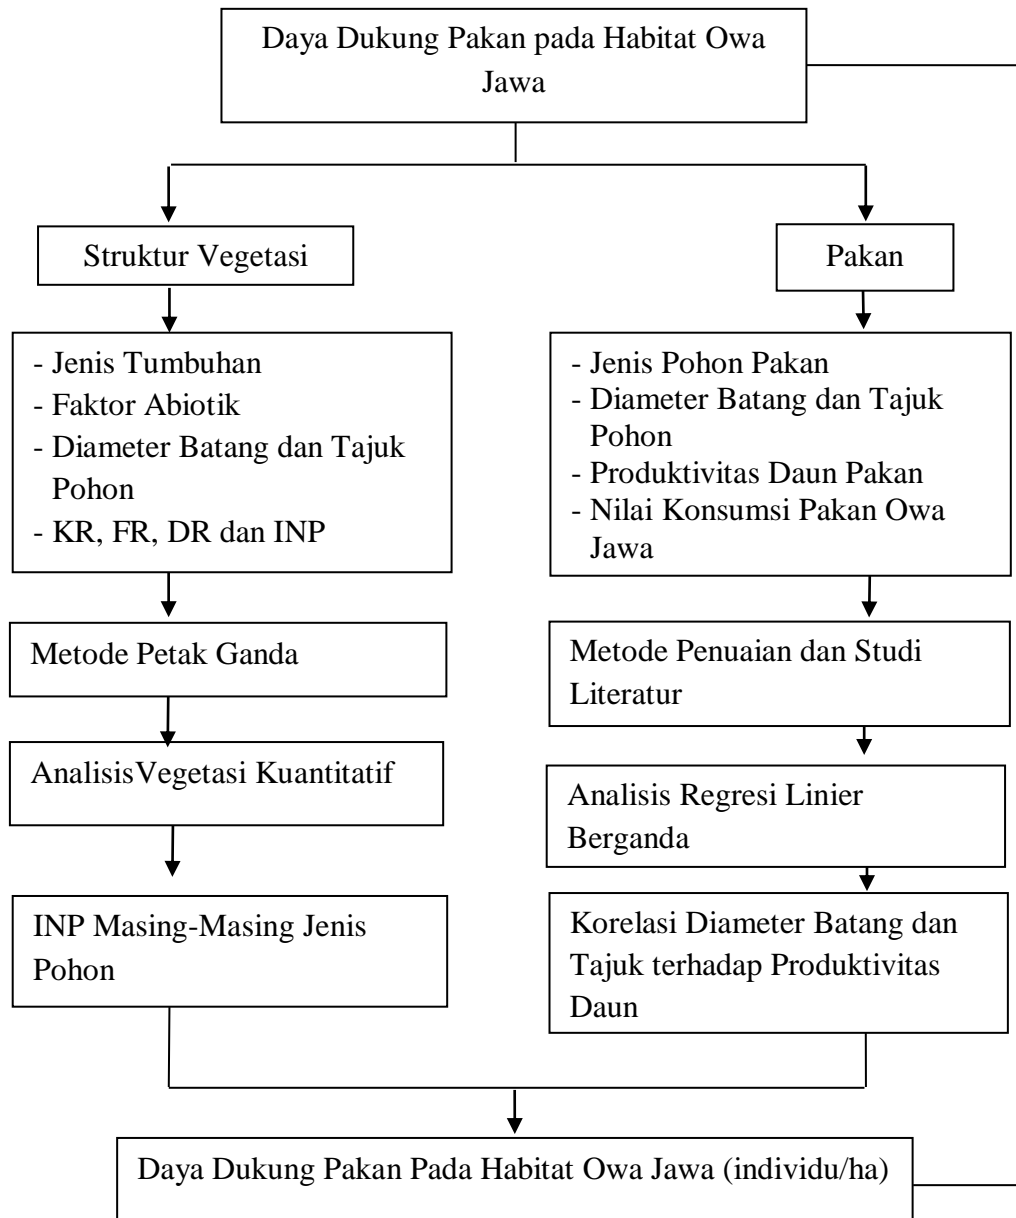 Daya Dukung Pakan pada Habitat Owa
Jawa
Struktur Vegetasi
Pakan
- Jenis Tumbuhan
- Faktor Abiotik
- Diameter Batang dan Tajuk
Pohon
- KR, FR, DR dan INP
- Jenis Pohon Pakan
- Diameter Batang dan Tajuk
Pohon
- Produktivitas Daun Pakan
- Nilai Konsumsi Pakan Owa
Jawa
Metode Petak Ganda
Metode Penuaian dan Studi
Literatur
AnalisisVegetasi Kuantitatif
Analisis Regresi Linier
Berganda
INP Masing-Masing Jenis
Pohon
Korelasi Diameter Batang dan
Tajuk terhadap Produktivitas
Daun
Daya Dukung Pakan Pada Habitat Owa Jawa (individu/ha)